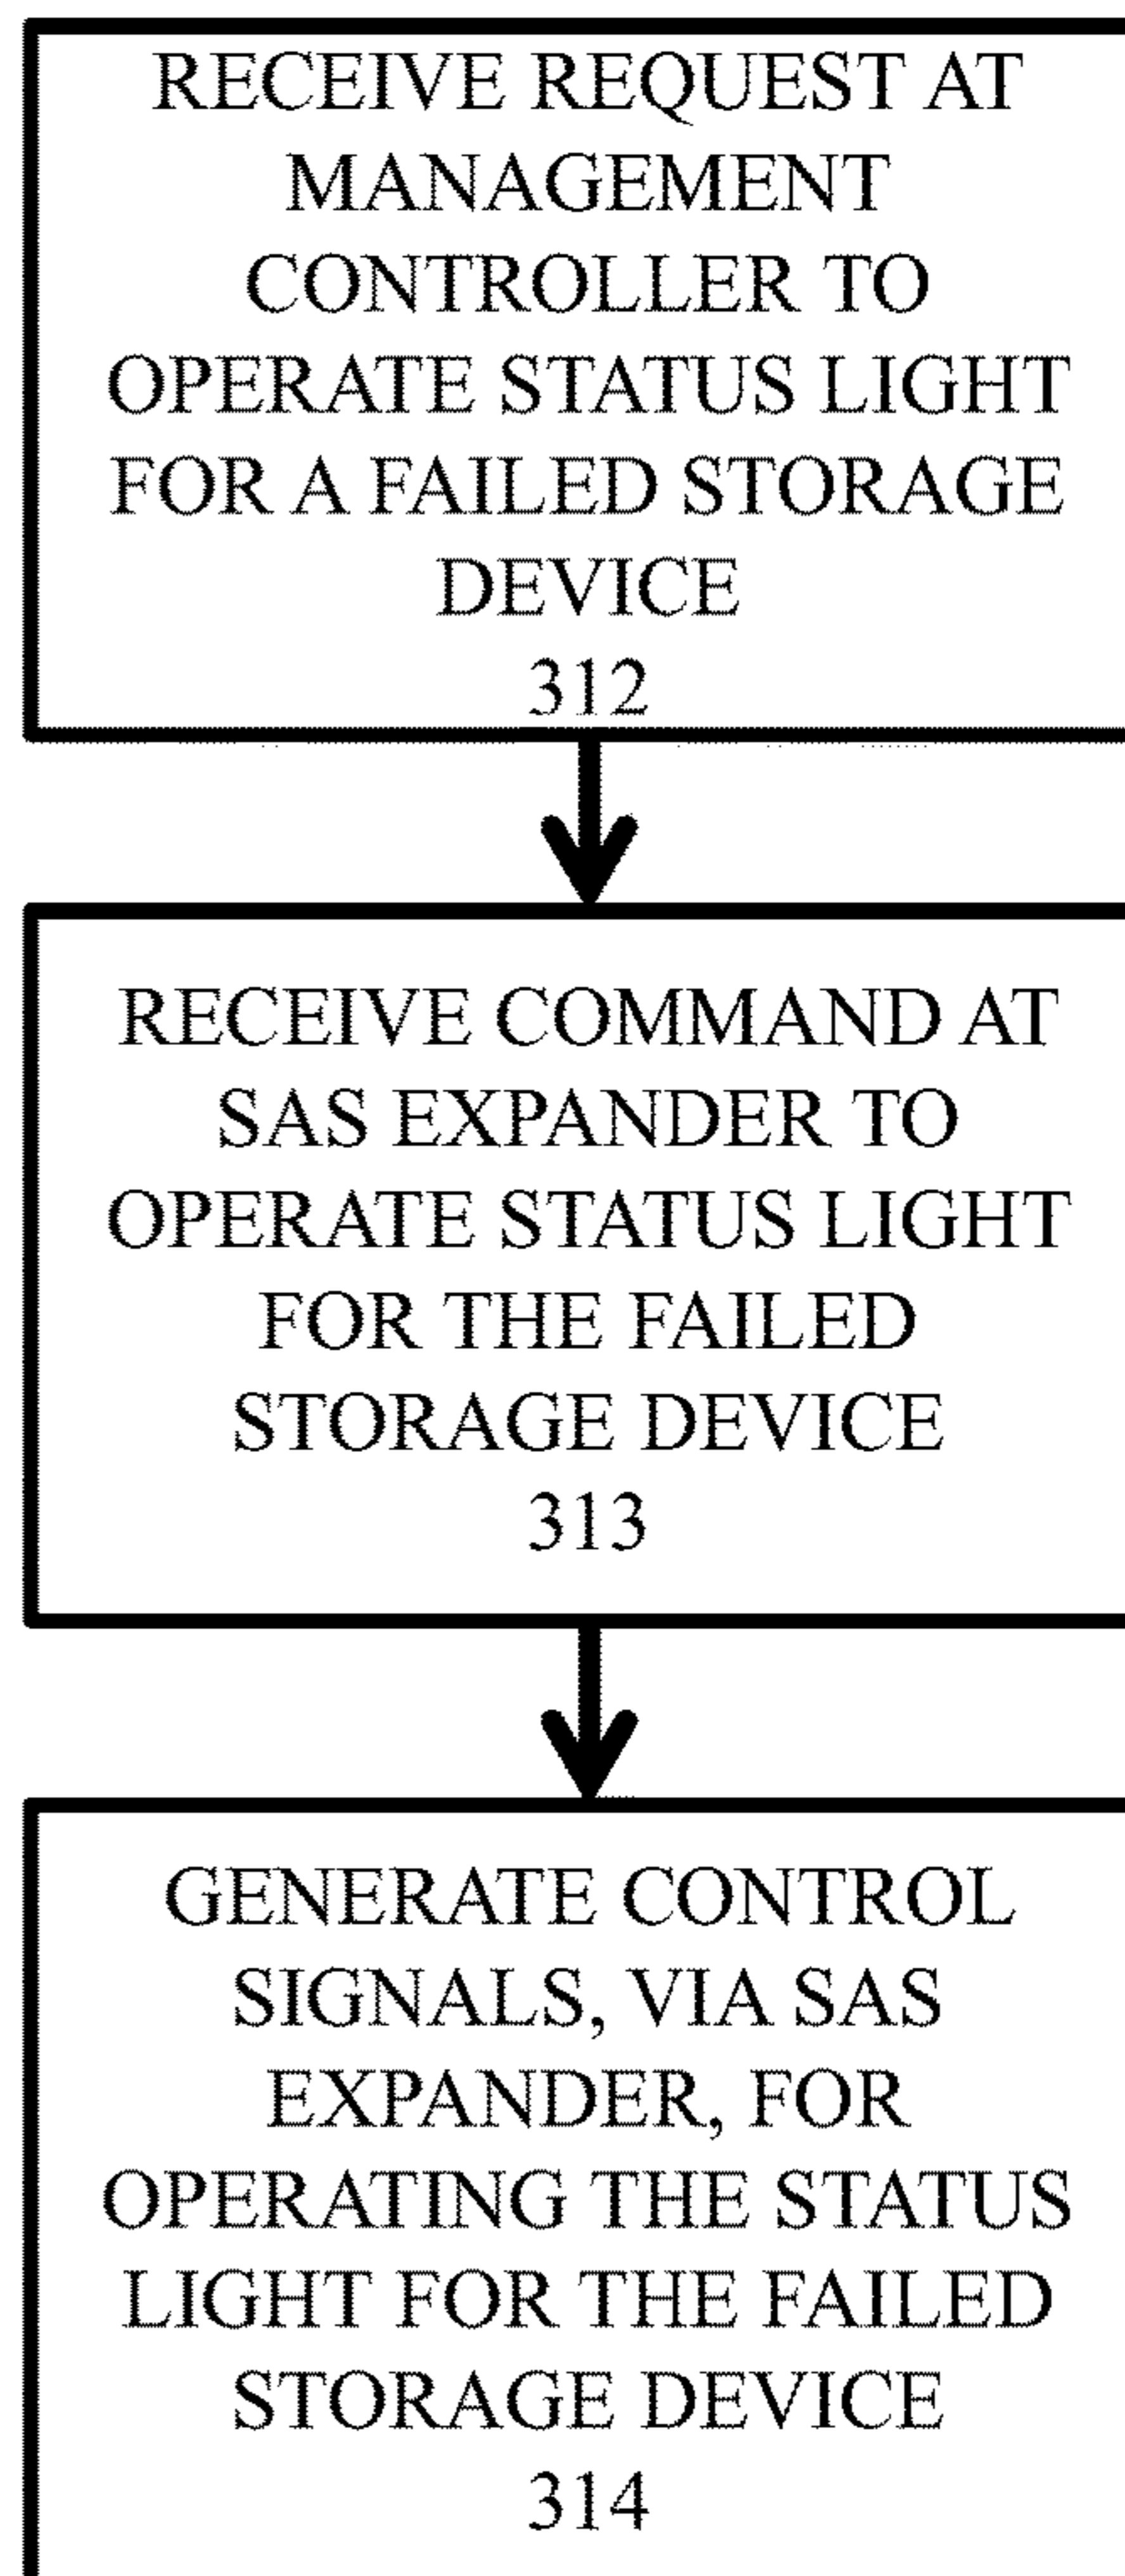 RECEIVE REQUEST AT
MANAGEMENT
CONTROLLER TO
OPERATE STATUS LIGHT
FOR A FAILED STORAGE
DEVICE
312
RECEIVE COMMAND AT
SAS EXPANDER TO
OPERATE STATUS LIGHT
FOR THE FAILED
STORAGE DEVICE
313
GENERATE CONTROL
SIGNALS, VIA SAS
EXPANDER, FOR
OPERATING THE STATUS
LIGHT FOR THE FAILED
STORAGE DEVICE
314